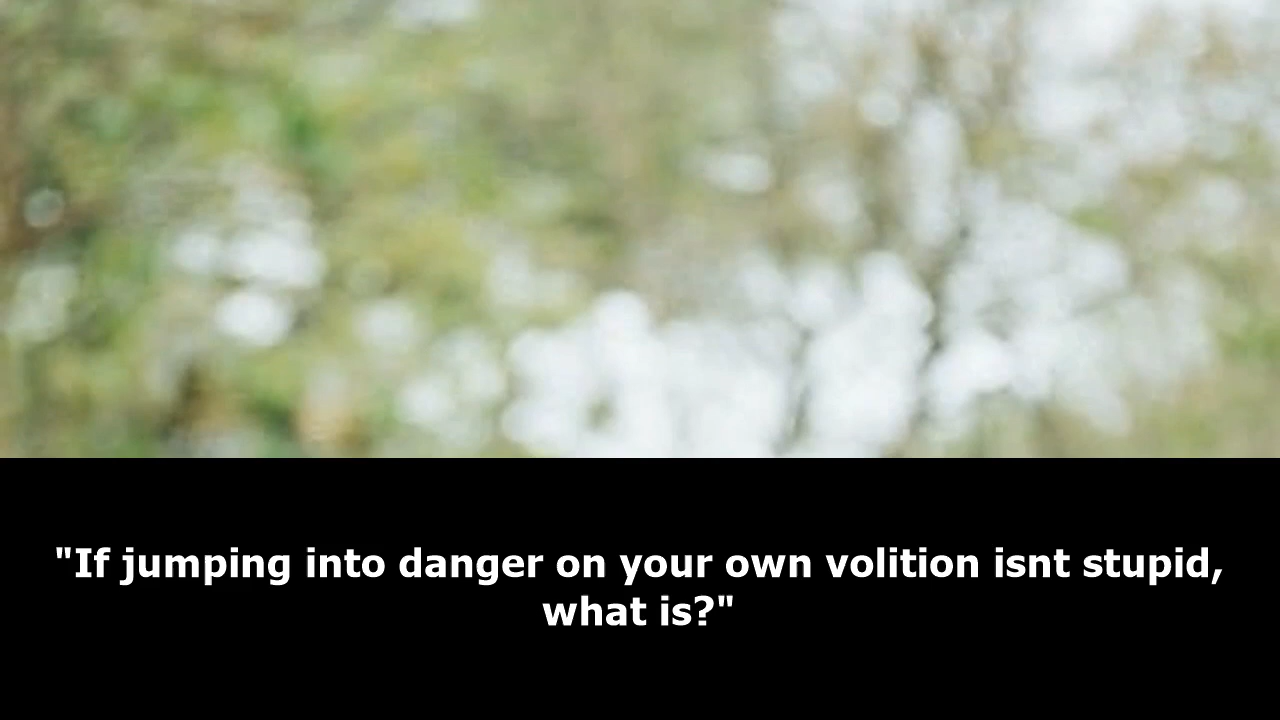 "If jumping into danger on your own volition isnt stupid,
what is?"